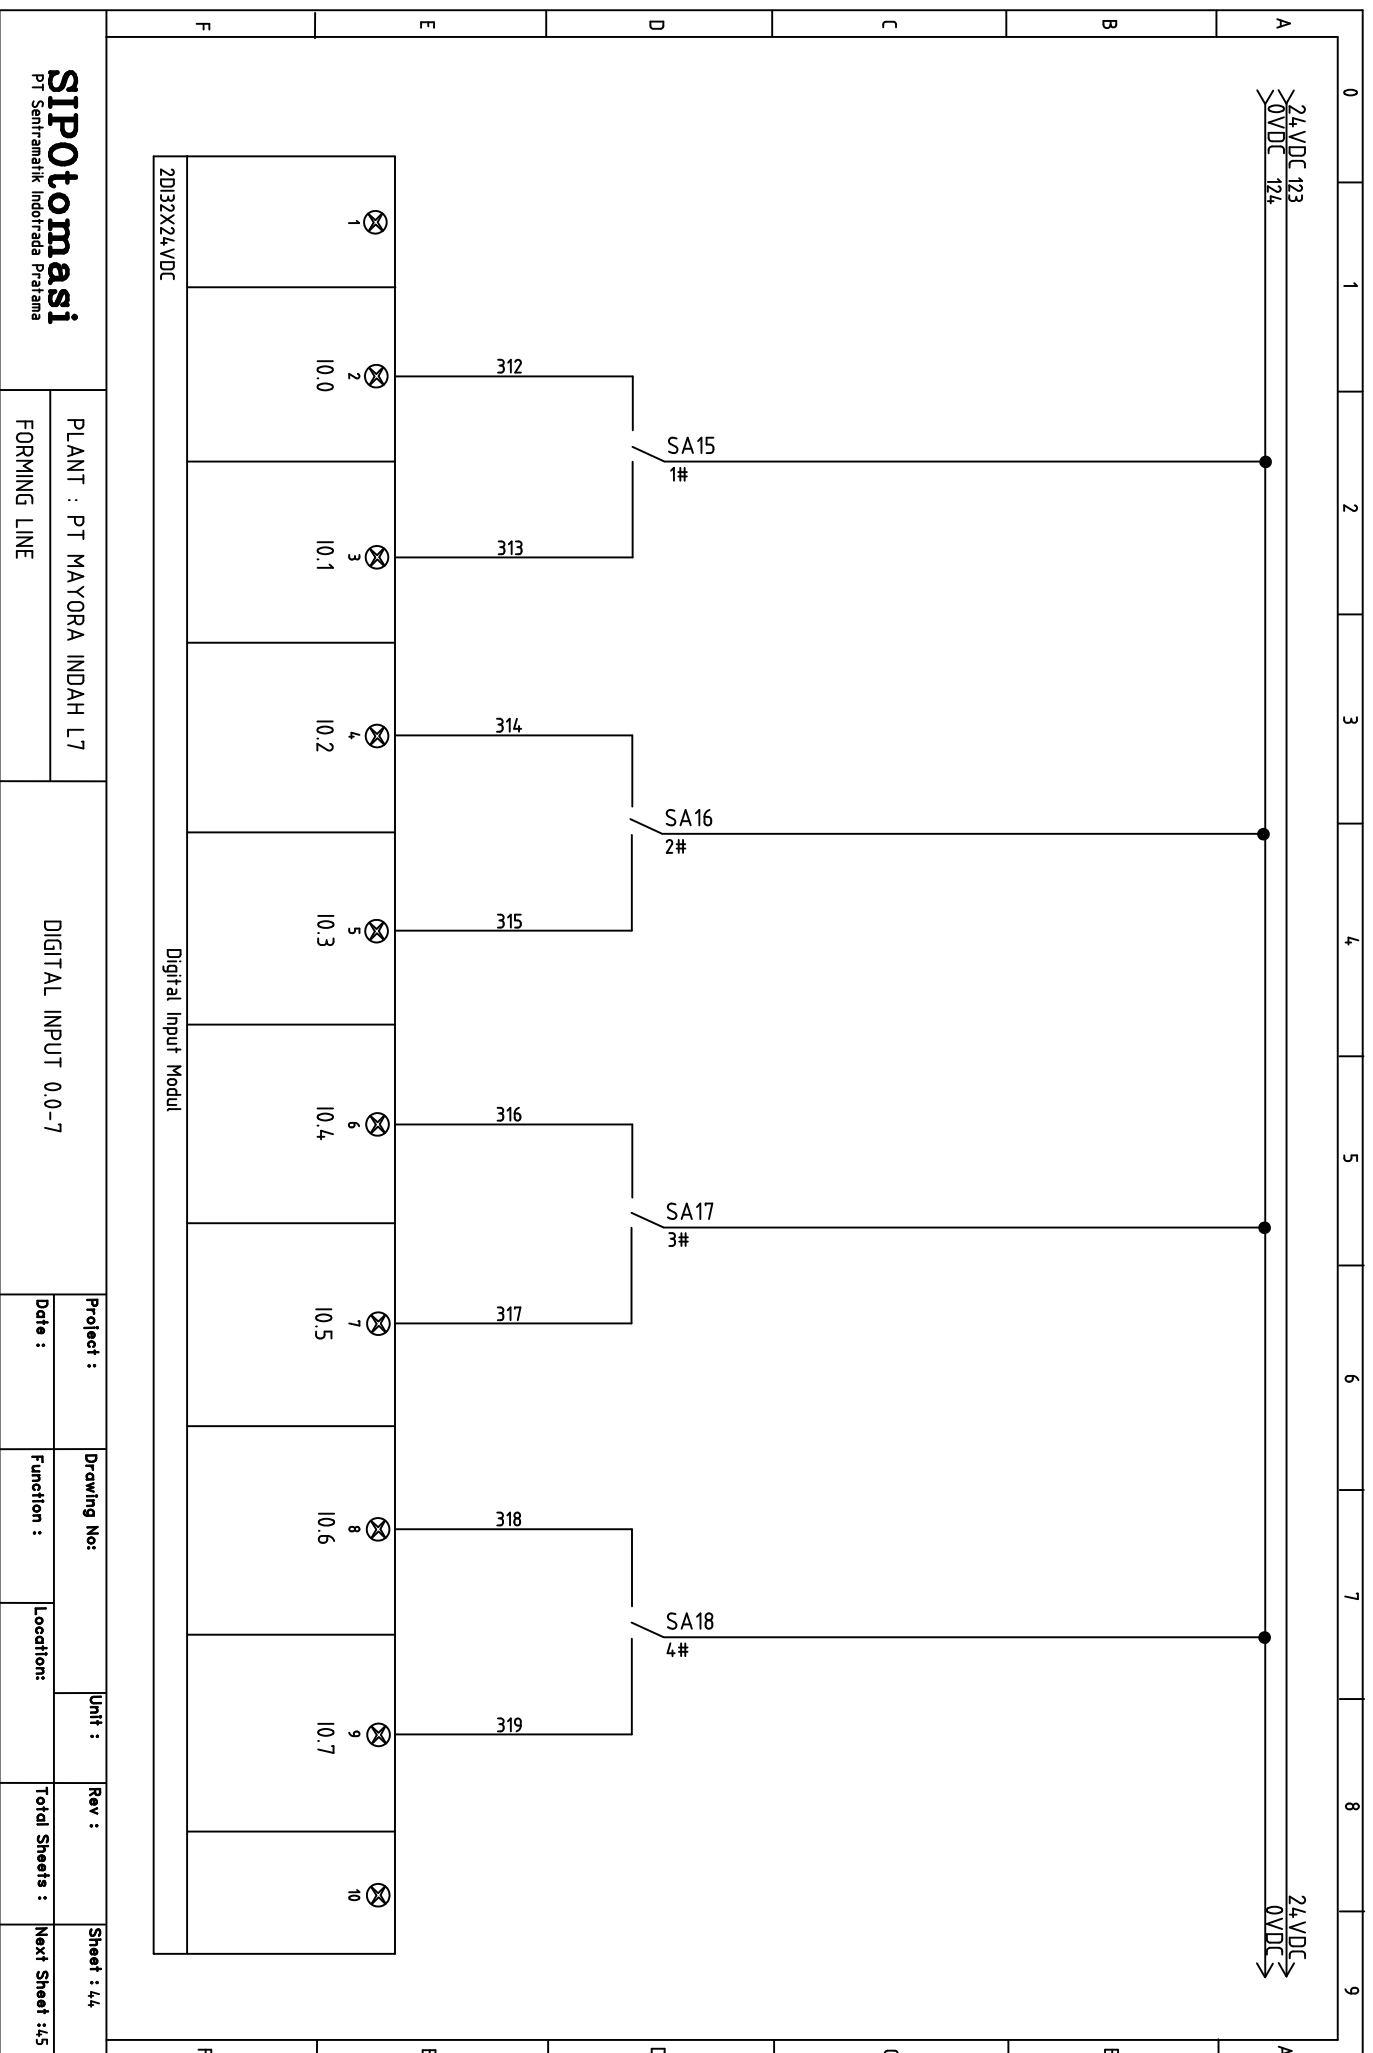 0 1 2 3 4 5 6 7 8 9
A
B
C
D
E
F
24VDC 123
0VDC 124
24VDC
0VDC
SA15
1#
SA16
2#
SA17
3#
SA18
4#
312
313
314
315
316
317
318
319
1 2 3 4 5 6 7 8 9 10
I0.0 I0.1 I0.2 I0.3 I0.4 I0.5 I0.6 I0.7
2DI32X24VDC
Digital Input Modul
SIPOtomasi
PT Sentramatik Indotrada Pratama
PLANT : PT MAYORA INDAH L7
FORMING LINE
DIGITAL INPUT 0.0-7
Project :
Drawing No:
Unit :
Rev :
Sheet : 44
Date :
Function :
Location:
Total Sheets :
Next Sheet :45